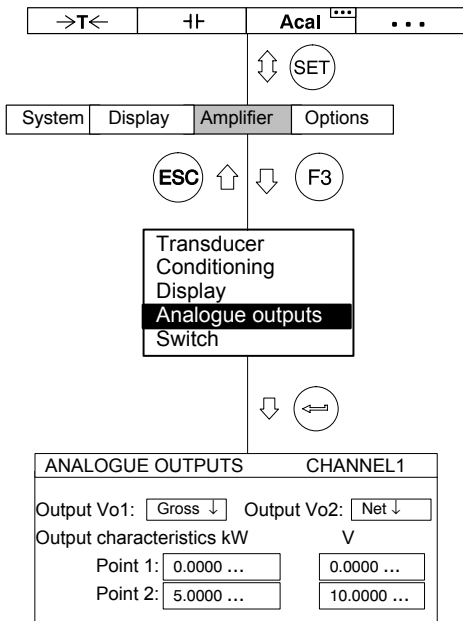 →T← ⊣⊢ Acal ... ...
SET
System Display Amplifier Options
ESC F3
Transducer
Conditioning
Display
Analogue outputs
Switch
ANALOGUE OUTPUTS CHANNEL1
Output Vo1: Gross ↓ Output Vo2: Net ↓
Output characteristics kW V
Point 1: 0.0000 ... 0.0000 ...
Point 2: 5.0000 ... 10.0000 ...